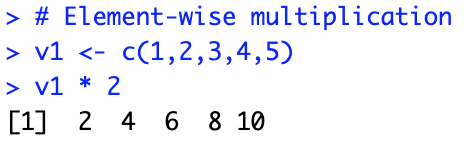 > # Element-wise multiplication
> v1 <- c(1,2,3,4,5)
> v1 * 2
[1]  2  4  6  8 10